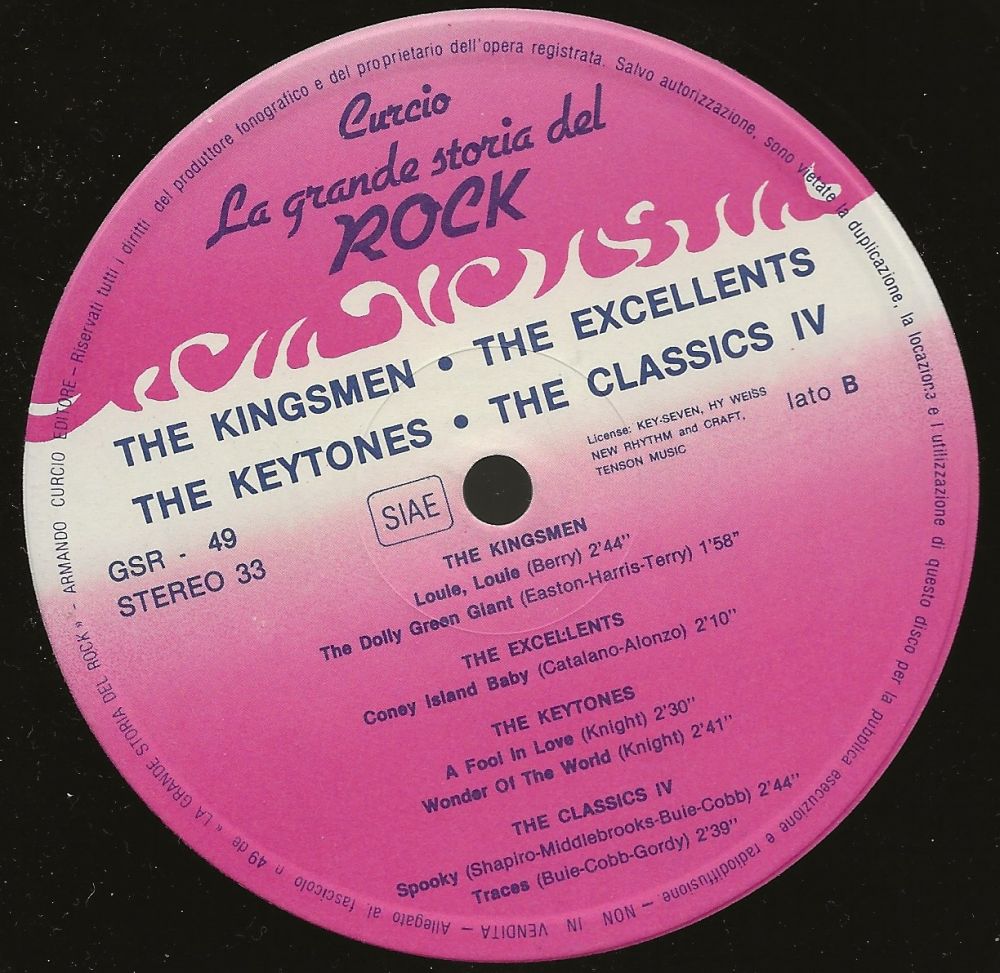 Curcio
La grande storia del
ROCK
THE KINGSMEN • THE EXCELLENTS
THE KEYTONES • THE CLASSICS IV
License: KEY-SEVEN, HY WEISS
NEW RHYTHM and CRAFT,
TENSON MUSIC
lato B
SIAE
GSR - 49
STEREO 33
THE KINGSMEN
Louie, Louie (Berry) 2'44"
The Dolly Green Giant (Easton-Harris-Terry) 1'58"
THE EXCELLENTS
Coney Island Baby (Catalano-Alonzo) 2'10"
THE KEYTONES
A Fool In Love (Knight) 2'30"
Wonder Of The World (Knight) 2'41"
THE CLASSICS IV
Spooky (Shapiro-Middlebrooks-Buie-Cobb) 2'44"
Traces (Buie-Cobb-Gordy) 2'39"
ARMANDO CURCIO EDITORE - Riservati tutti i diritti del produttore fonografico e del proprietario dell'opera registrata. Salvo autorizzazione, sono vietate la duplicazione, la locazione e l'utilizzazione di questo disco per la pubblica esecuzione e radiodiffusione - NON IN VENDITA - Allegato al fascicolo n. 49 de « LA GRANDE STORIA DEL ROCK » -